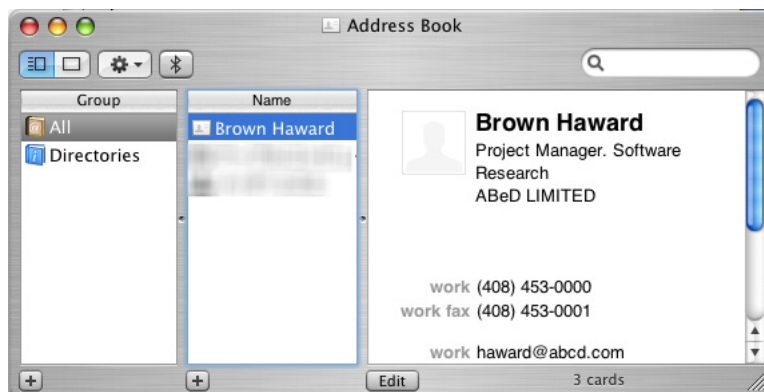 Address Book
Group
All
Directories
Name
Brown Haward
Brown Haward
Project Manager. Software
Research
ABeD LIMITED
work (408) 453-0000
work fax (408) 453-0001
work haward@abcd.com
Edit
3 cards